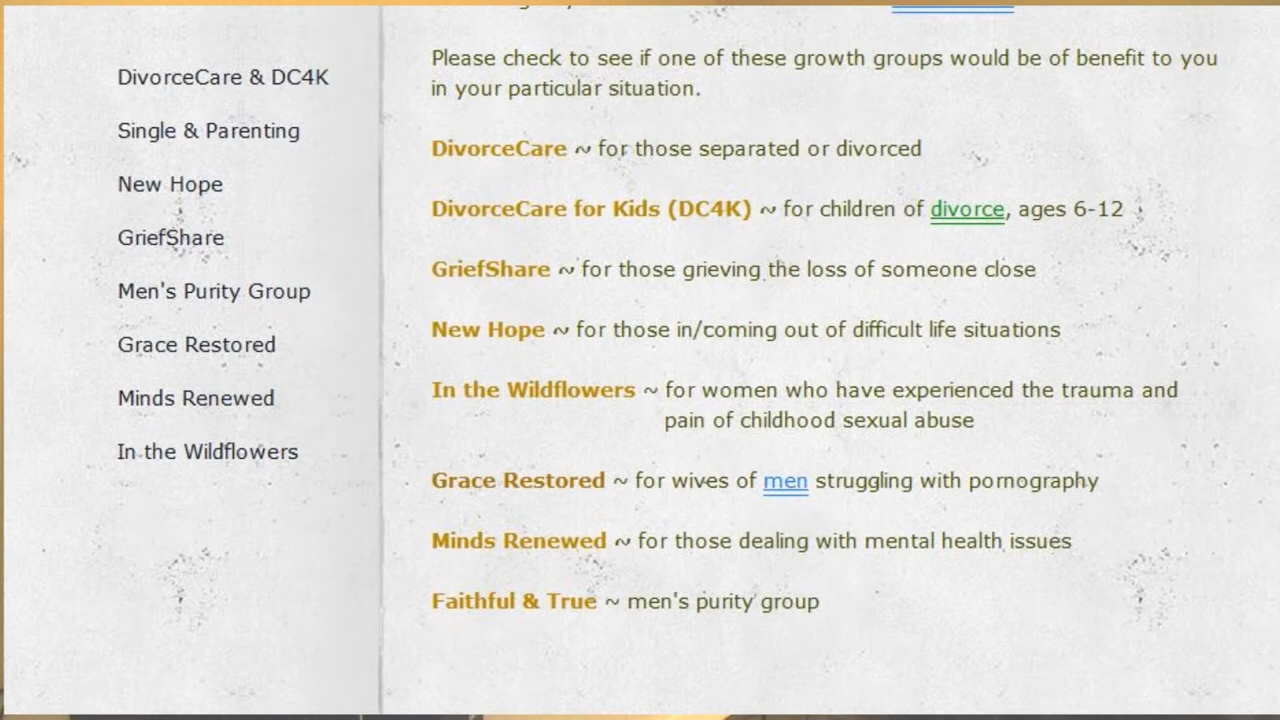 DivorceCare & DC4K
Single & Parenting
New Hope
GriefShare
Men's Purity Group
Grace Restored
Minds Renewed
In the Wildflowers
Please check to see if one of these growth groups would be of benefit to you
in your particular situation.
DivorceCare ~ for those separated or divorced
DivorceCare for Kids (DC4K) ~ for children of divorce, ages 6-12
GriefShare ~ for those grieving the loss of someone close
New Hope ~ for those in/coming out of difficult life situations
In the Wildflowers ~ for women who have experienced the trauma and
pain of childhood sexual abuse
Grace Restored ~ for wives of men struggling with pornography
Minds Renewed ~ for those dealing with mental health issues
Faithful & True ~ men's purity group